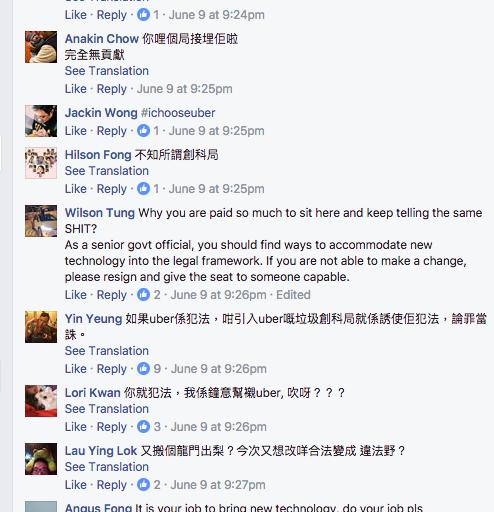 See Translation
Like · Reply · 1 · June 9 at 9:24pm
Anakin Chow 你哩個局接埋佢啦
完全無貢獻
See Translation
Like · Reply · June 9 at 9:25pm
Jackin Wong #ichooseuber
Like · Reply · 1 · June 9 at 9:25pm
Hilson Fong 不知所謂創科局
See Translation
Like · Reply · 1 · June 9 at 9:25pm
Wilson Tung Why you are paid so much to sit here and keep telling the same
SHIT?
As a senior govt official, you should find ways to accommodate new
technology into the legal framework. If you are not able to make a change,
please resign and give the seat to someone capable.
Like · Reply · 2 · June 9 at 9:26pm · Edited
Yin Yeung 如果uber係犯法，咁引入uber嘅垃圾創科局就係誘使佢犯法，論罪當
誅。
See Translation
Like · Reply · 9 · June 9 at 9:26pm
Lori Kwan 你就犯法，我係鐘意幫襯uber, 吹呀？？？
See Translation
Like · Reply · 3 · June 9 at 9:26pm
Lau Ying Lok 又搬個龍門出梨？今次又想改咩合法變成 違法野？
See Translation
Like · Reply · 2 · June 9 at 9:27pm
Angus Fong It is your job to bring new technology, do your job pls